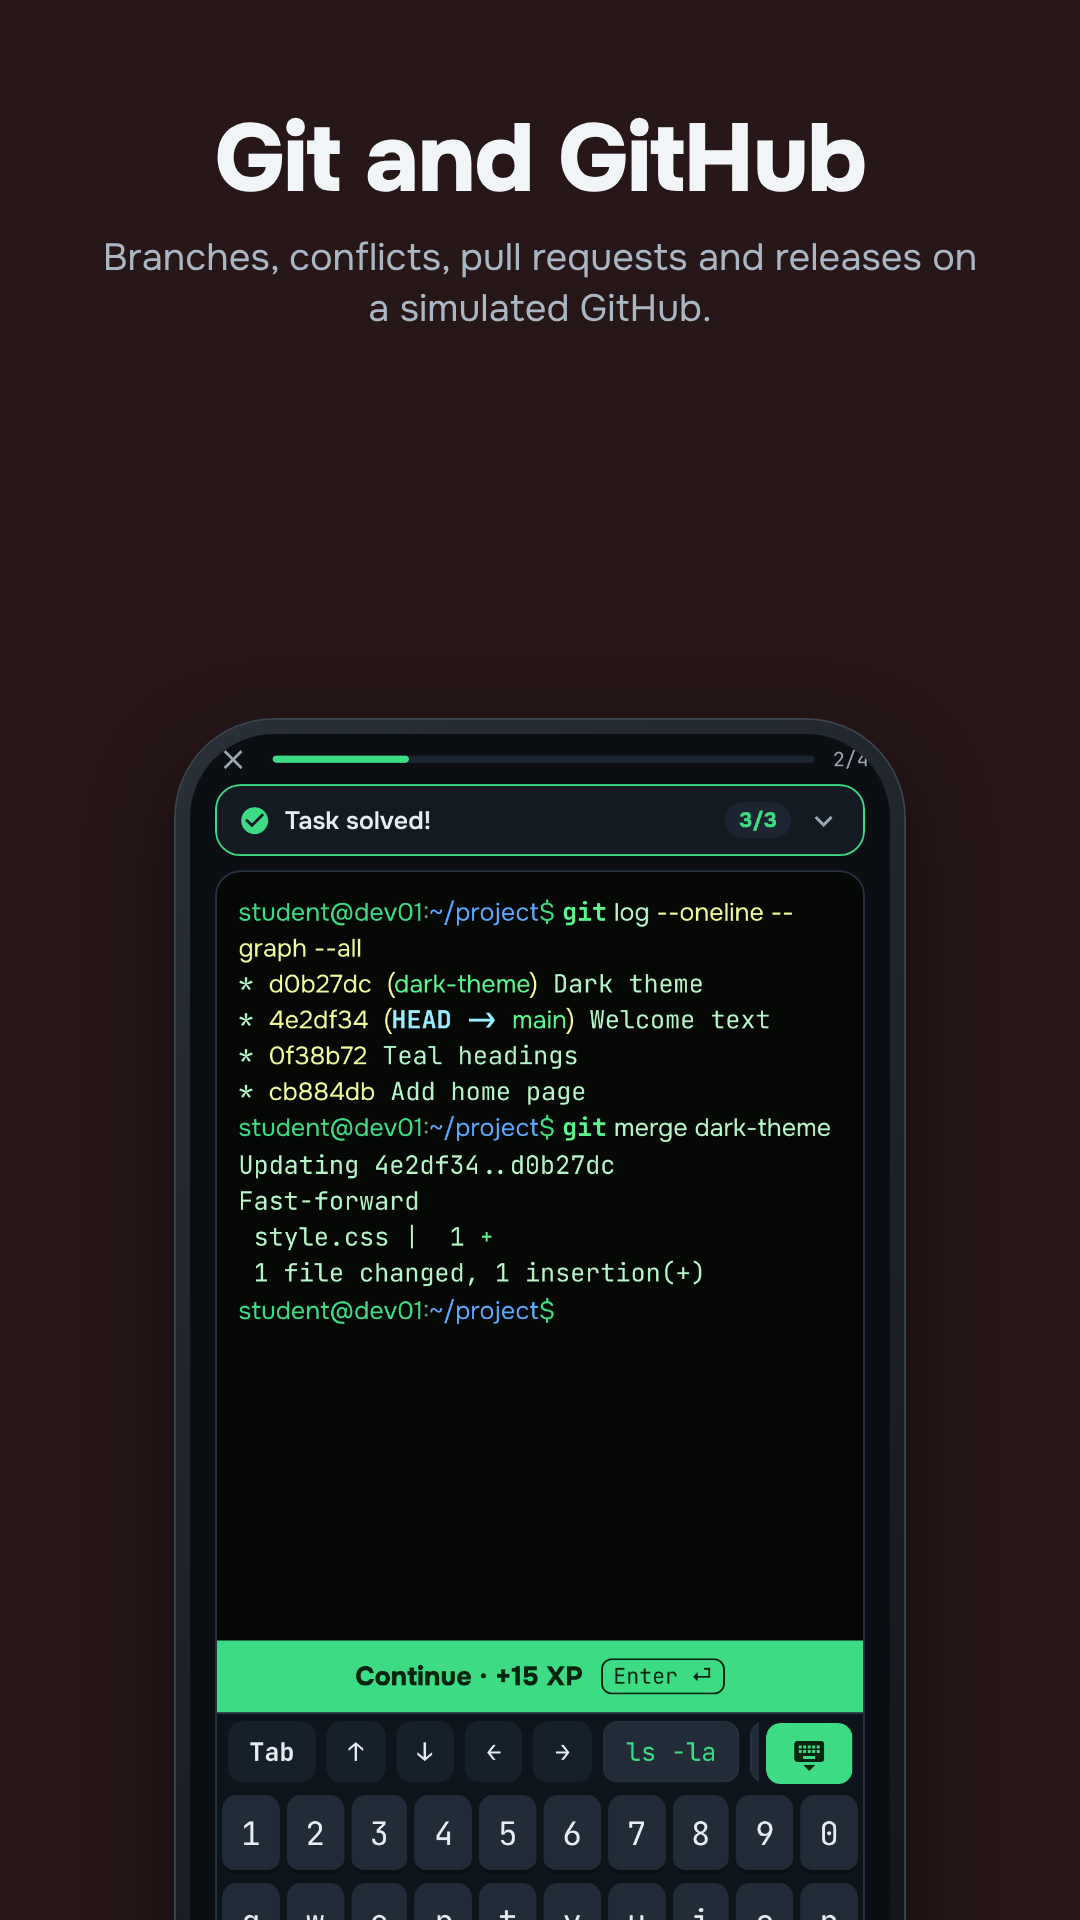 Git and GitHub
Branches, conflicts, pull requests and releases on
a simulated GitHub.
2/4
Task solved!
3/3
student@dev01:~/project$ git log --oneline --
graph --all
* d0b27dc (dark-theme) Dark theme
* 4e2df34 (HEAD -> main) Welcome text
* 0f38b72 Teal headings
* cb884db Add home page
student@dev01:~/project$ git merge dark-theme
Updating 4e2df34..d0b27dc
Fast-forward
style.css | 1 +
1 file changed, 1 insertion(+)
student@dev01:~/project$
Continue · +15 XP Enter ↵
Tab ↑ ↓ ← → ls -la
1 2 3 4 5 6 7 8 9 0
q w e r t y u i o p